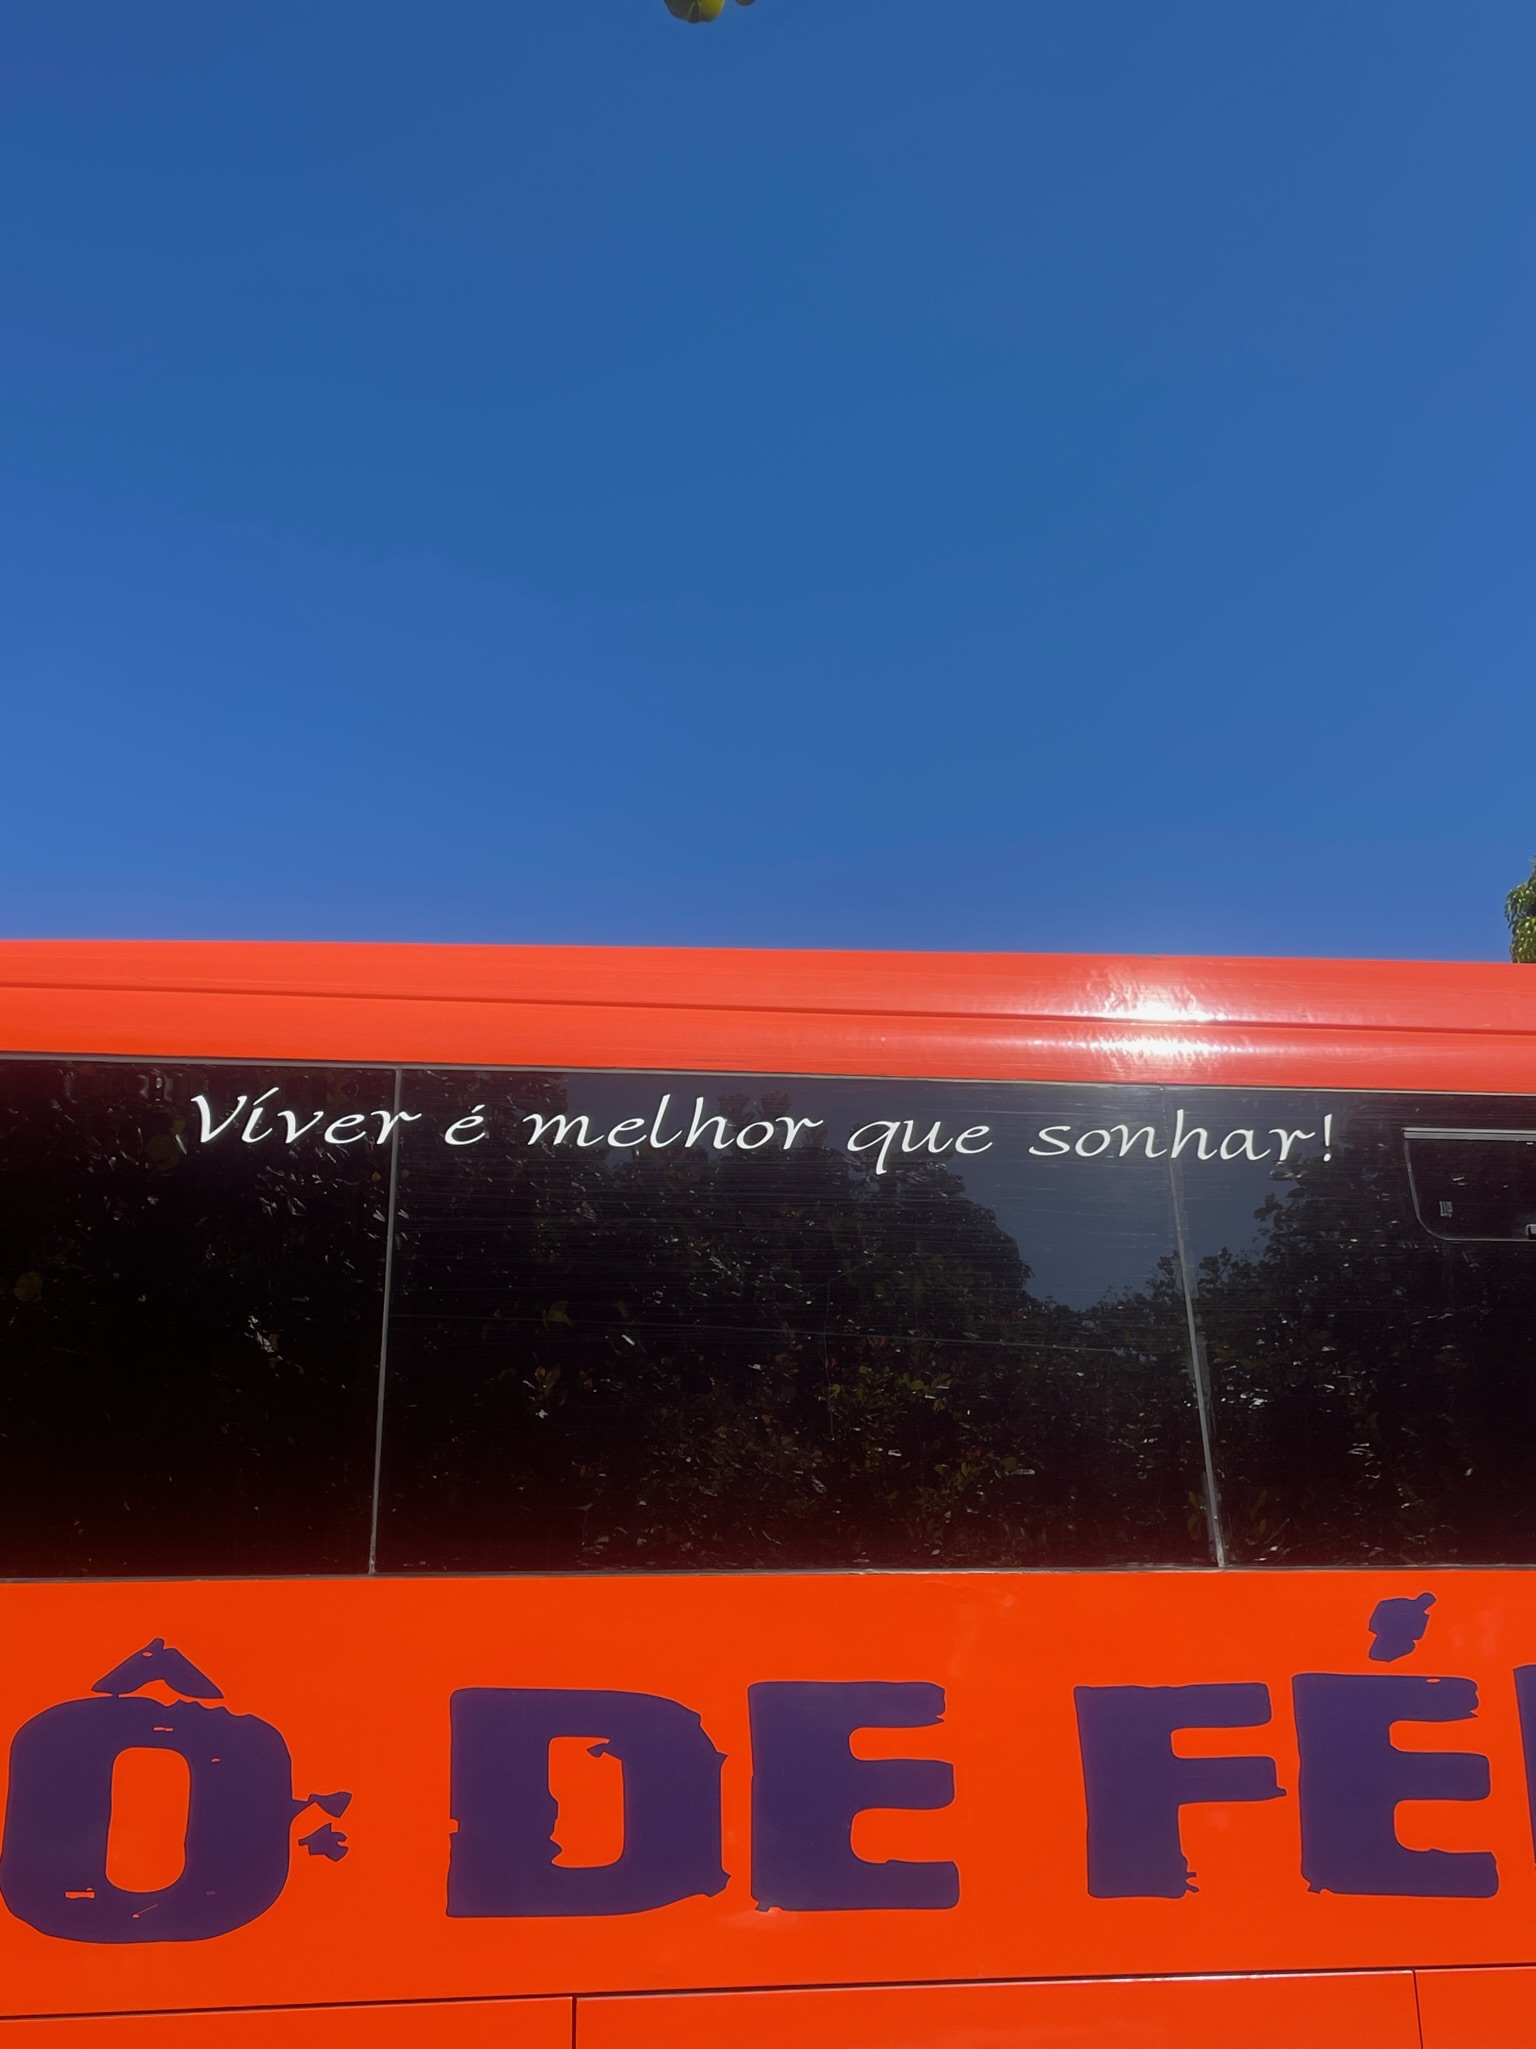 Viver é melhor que sonhar!
Ô DE FÉ